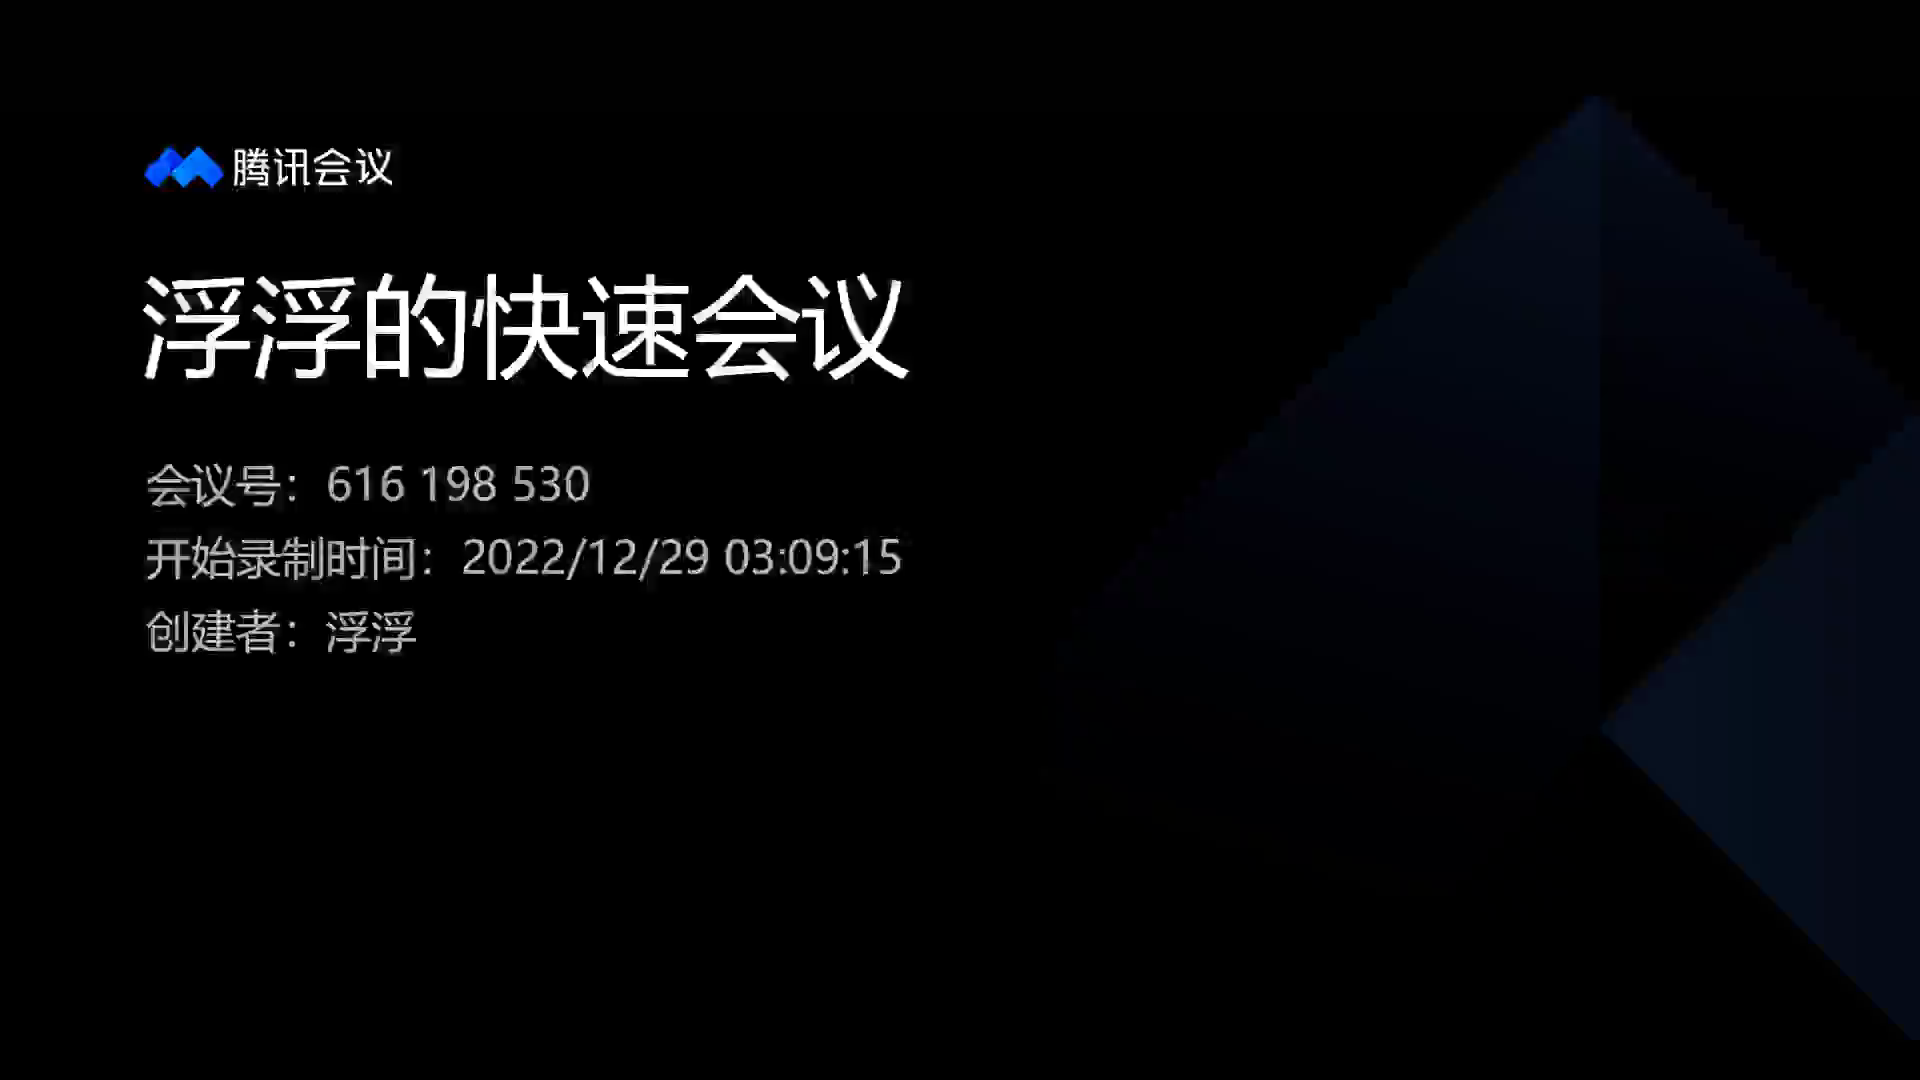 腾讯会议
浮浮的快速会议
会议号：616 198 530
开始录制时间：2022/12/29 03:09:15
创建者：浮浮